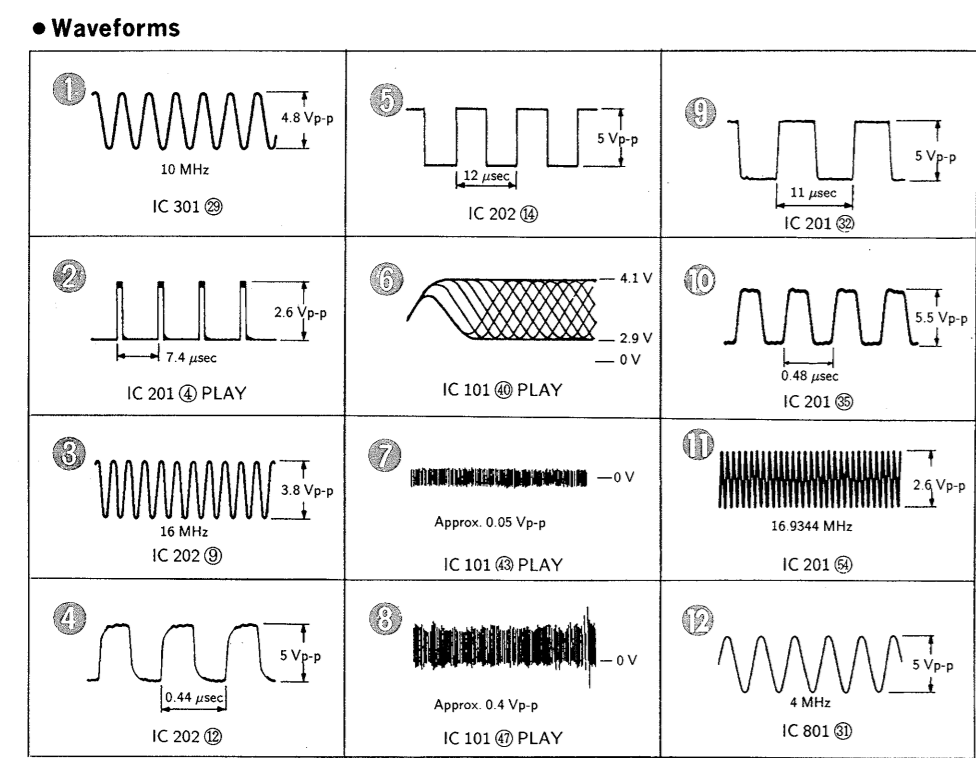 ● Waveforms
①
4.8 Vp-p
10 MHz
IC 301 ㉙
②
2.6 Vp-p
7.4 μsec
IC 201 ④ PLAY
③
3.8 Vp-p
16 MHz
IC 202 ⑨
④
5 Vp-p
0.44 μsec
IC 202 ⑫
⑤
5 Vp-p
12 μsec
IC 202 ⑭
⑥
4.1 V
2.9 V
0 V
IC 101 ㊵ PLAY
⑦
0 V
Approx. 0.05 Vp-p
IC 101 ㊸ PLAY
⑧
0 V
Approx. 0.4 Vp-p
IC 101 ㊼ PLAY
⑨
5 Vp-p
11 μsec
IC 201 ㉜
⑩
5.5 Vp-p
0.48 μsec
IC 201 ㉟
⑪
2.6 Vp-p
16.9344 MHz
IC 201 (54)
⑫
5 Vp-p
4 MHz
IC 801 ㉛